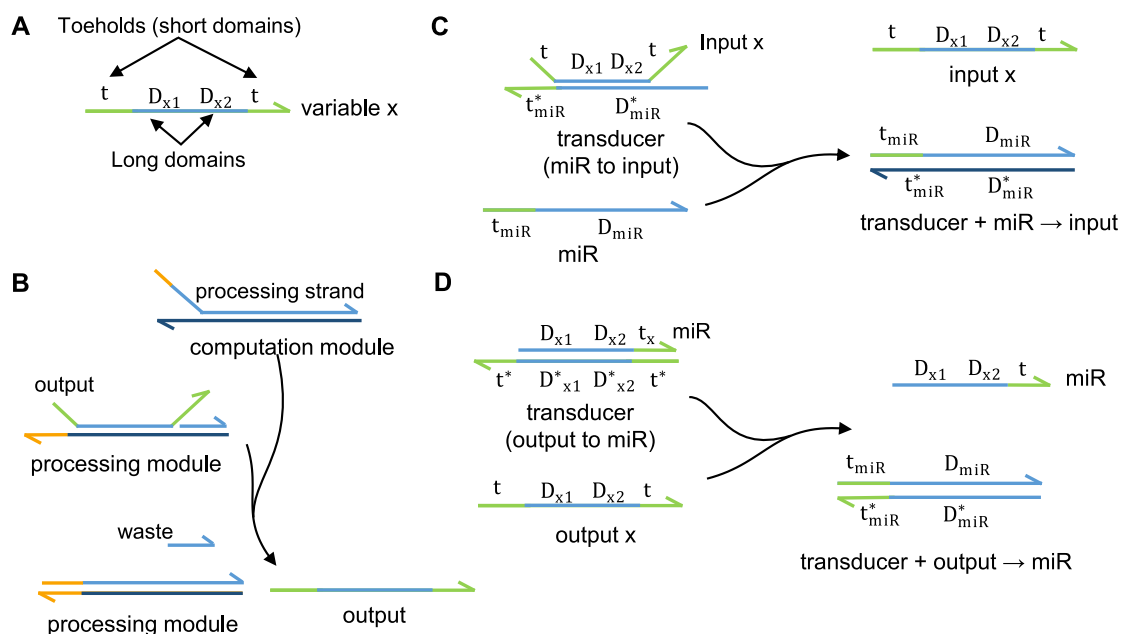 A
Toeholds (short domains)
t Dx1 Dx2 t
variable x
Long domains
B
processing strand
computation module
output
processing module
waste
processing module
output
C
t Dx1 Dx2 t Input x
t*miR D*miR
transducer
(miR to input)
tmiR DmiR
miR
t Dx1 Dx2 t
input x
tmiR DmiR
t*miR D*miR
transducer + miR → input
D
Dx1 Dx2 tx miR
t* D*x1 D*x2 t*
transducer
(output to miR)
t Dx1 Dx2 t
output x
Dx1 Dx2 t miR
tmiR DmiR
t*miR D*miR
transducer + output → miR